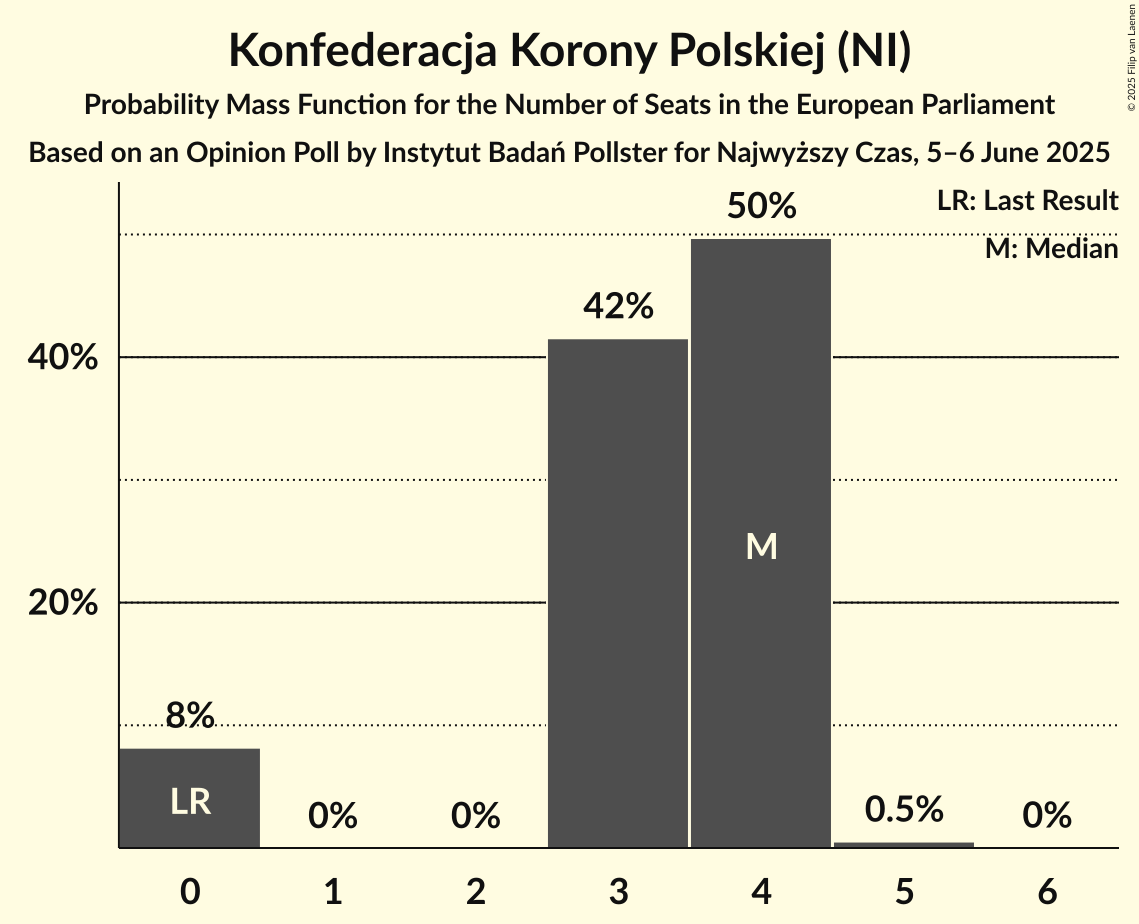 Konfederacja Korony Polskiej (NI)
Probability Mass Function for the Number of Seats in the European Parliament
Based on an Opinion Poll by Instytut Badań Pollster for Najwyższy Czas, 5–6 June 2025
© 2025 Filip van Laenen
LR: Last Result
M: Median
50%
42%
40%
M
20%
8%
LR
0%
0%
0.5%
0%
0 1 2 3 4 5 6